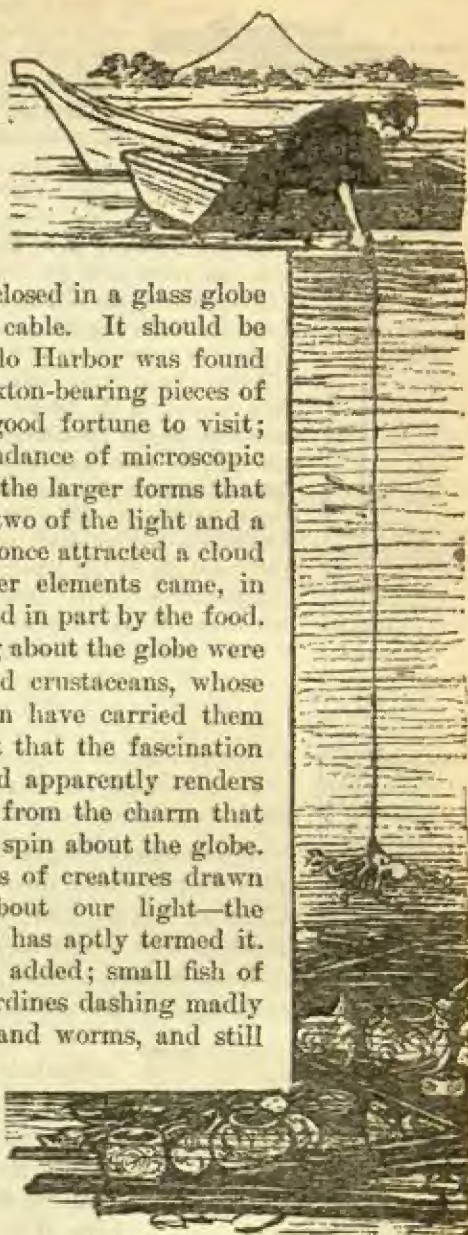 closed in a glass globe
cable. It should be
lo Harbor was found
kton-bearing pieces of
good fortune to visit;
ndance of microscopic
the larger forms that
two of the light and a
once attracted a cloud
er elements came, in
d in part by the food.
g about the globe were
d crustaceans, whose
n have carried them
t that the fascination
d apparently renders
from the charm that
spin about the globe.
s of creatures drawn
bout our light—the
has aptly termed it.
added; small fish of
rdines dashing madly
and worms, and still